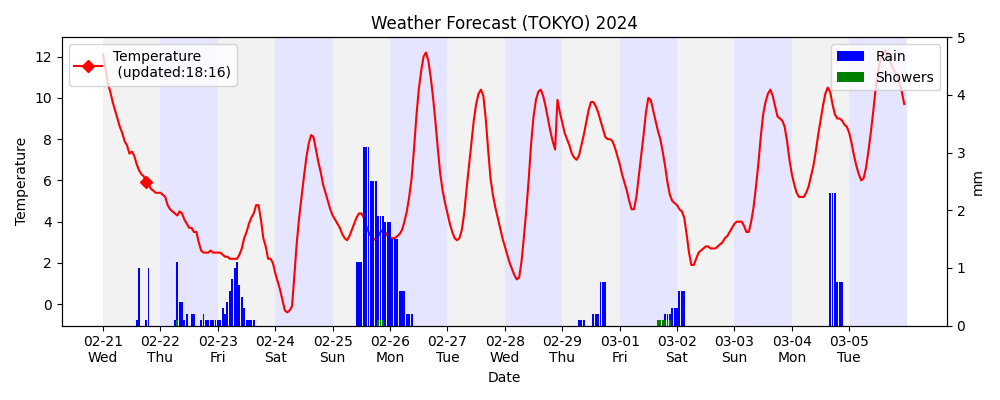 Weather Forecast (TOKYO) 2024
Temperature
(updated:18:16)
Rain
Showers
Temperature
12
10
8
6
4
2
0
5
4
3
2
1
0
mm
02-21 02-22 02-23 02-24 02-25 02-26 02-27 02-28 02-29 03-01 03-02 03-03 03-04 03-05
Wed Thu Fri Sat Sun Mon Tue Wed Thu Fri Sat Sun Mon Tue
Date